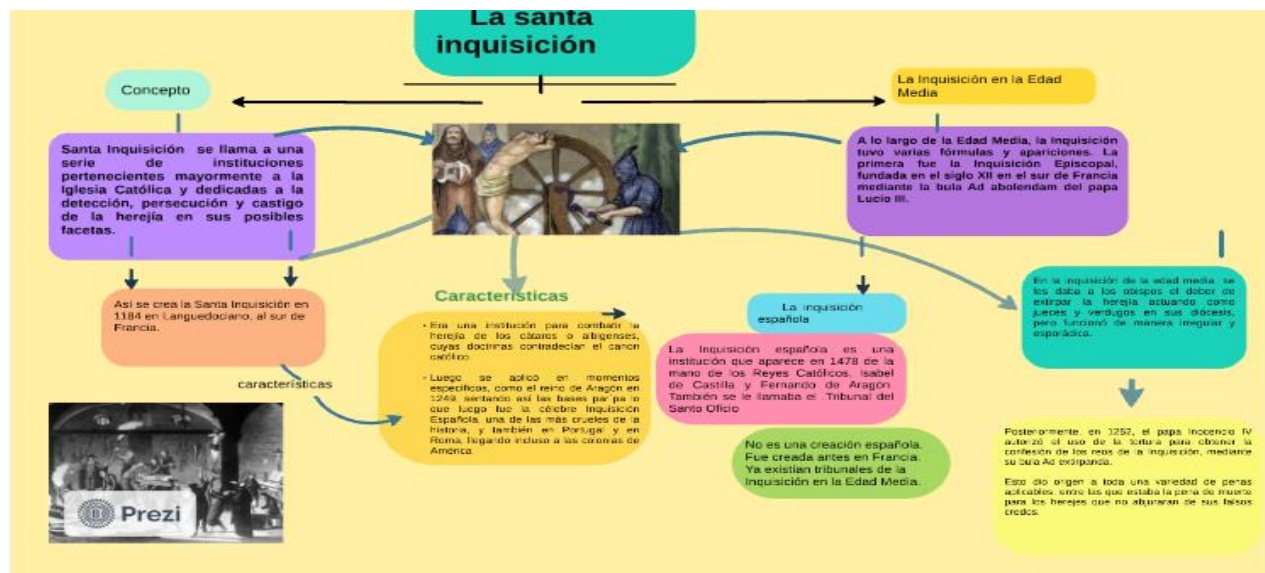 La santa
inquisición
Concepto
La Inquisición en la Edad
Media
Santa Inquisición se llama a una
serie de instituciones
pertenecientes mayormente a la
Iglesia Católica y dedicadas a la
detección, persecución y castigo
de la herejía en sus posibles
facetas.
A lo largo de la Edad Media, la Inquisición
tuvo varias fórmulas y apariciones. La
primera fue la Inquisición Episcopal,
fundada en el siglo XII en el sur de Francia
mediante la bula Ad abolendam del papa
Lucio III.
Así se crea la Santa Inquisición en
1184 en Languedociano, al sur de
Francia.
características
Prezi
Características
• Era una institución para combatir la
herejía de los cátaros o albigenses,
cuyas doctrinas contradecían el canon
católico.
• Luego se aplicó en momentos
específicos, como el reino de Aragón en
1249, sentando así las bases par pa lo
que luego fue la célebre Inquisición
Española, una de las más crueles de la
historia, y también en Portugal y en
Roma, llegando incluso a las colonias de
América.
La inquisición
española
La Inquisición española es una
institución que aparece en 1478 de la
mano de los Reyes Católicos, Isabel
de Castilla y Fernando de Aragón.
También se le llamaba el .Tribunal del
Santo Oficio
No es una creación española.
Fue creada antes en Francia.
Ya existían tribunales de la
Inquisición en la Edad Media.
En la inquisición de la edad media se
les daba a los obispos el deber de
extirpar la herejía actuando como
jueces y verdugos en sus diócesis,
pero funcionó de manera irregular y
esporádica.
Posteriormente, en 1252, el papa Inocencio IV
autorizó el uso de la tortura para obtener la
confesión de los reos de la Inquisición, mediante
su bula Ad extirpanda.
Esto dio origen a toda una variedad de penas
aplicables, entre las que estaba la pena de muerte
para los herejes que no abjuraran de sus falsos
credos.